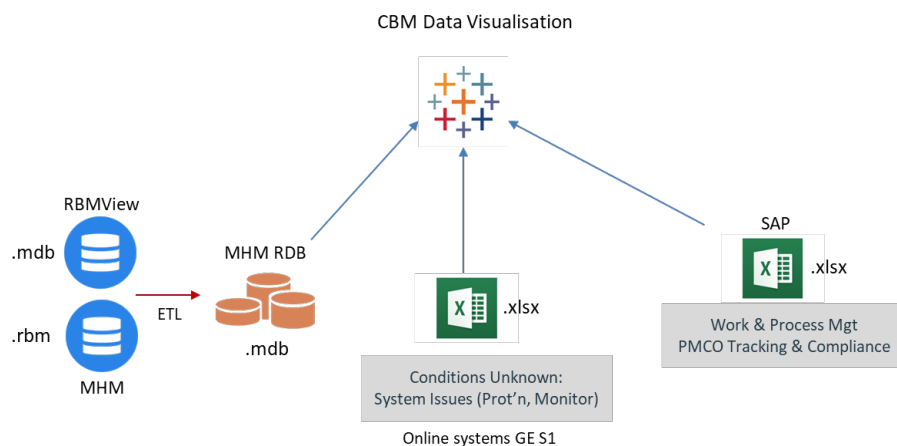 CBM Data Visualisation
RBMView
.mdb
.rbm
MHM
ETL
MHM RDB
.mdb
.xlsx
Conditions Unknown:
System Issues (Prot’n, Monitor)
Online systems GE S1
SAP
.xlsx
Work & Process Mgt
PMCO Tracking & Compliance